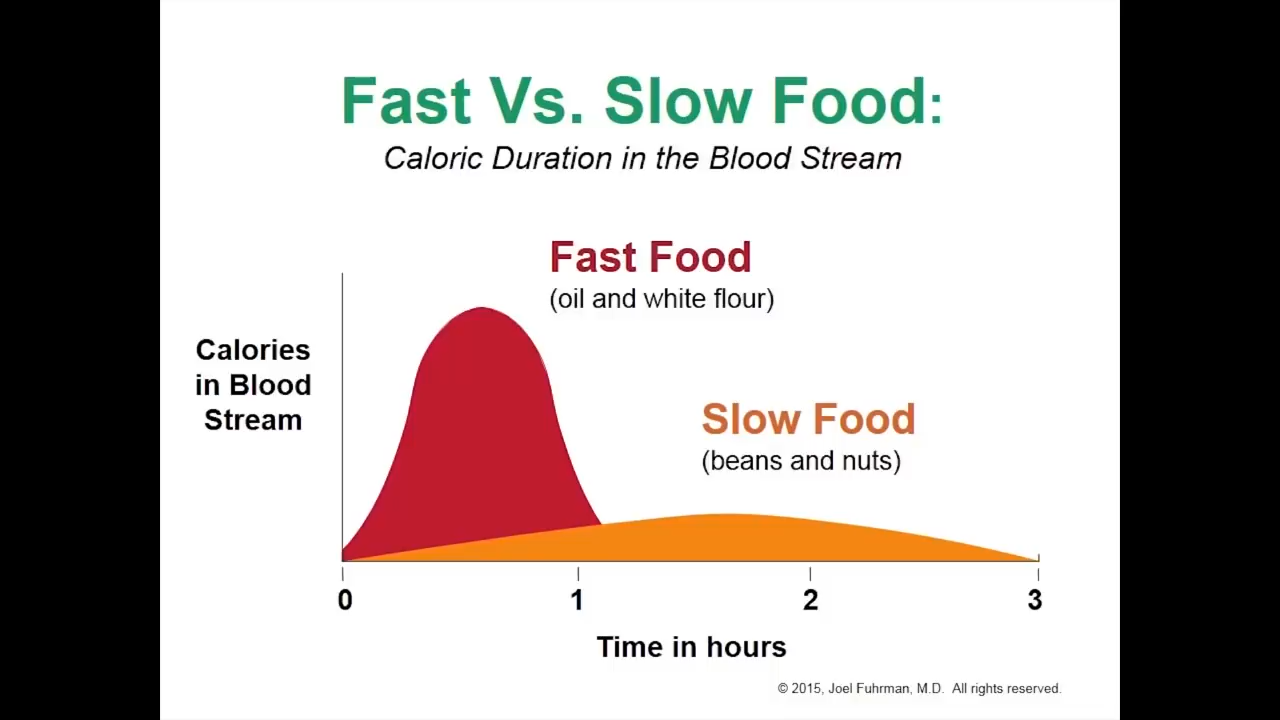 Fast Vs. Slow Food:
Caloric Duration in the Blood Stream
Fast Food
(oil and white flour)
Calories
in Blood
Stream
Slow Food
(beans and nuts)
0 1 2 3
Time in hours
© 2015, Joel Fuhrman, M.D. All rights reserved.